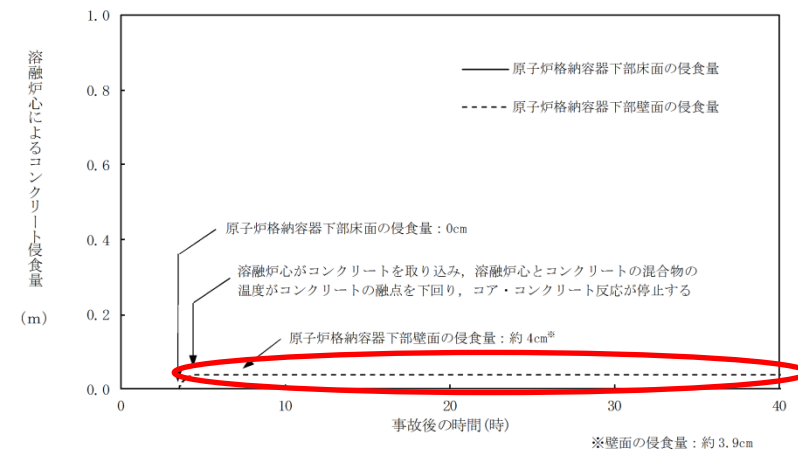 溶融炉心によるコンクリート侵食量
(m)
1.0
0.8
0.6
0.4
0.2
0.0
原子炉格納容器下部床面の侵食量
原子炉格納容器下部壁面の侵食量
原子炉格納容器下部床面の侵食量:0cm
溶融炉心がコンクリートを取り込み,溶融炉心とコンクリートの混合物の
温度がコンクリートの融点を下回り,コア・コンクリート反応が停止する
原子炉格納容器下部壁面の侵食量:約4cm※
0
10
20
30
40
事故後の時間(時)
※壁面の侵食量:約3.9cm